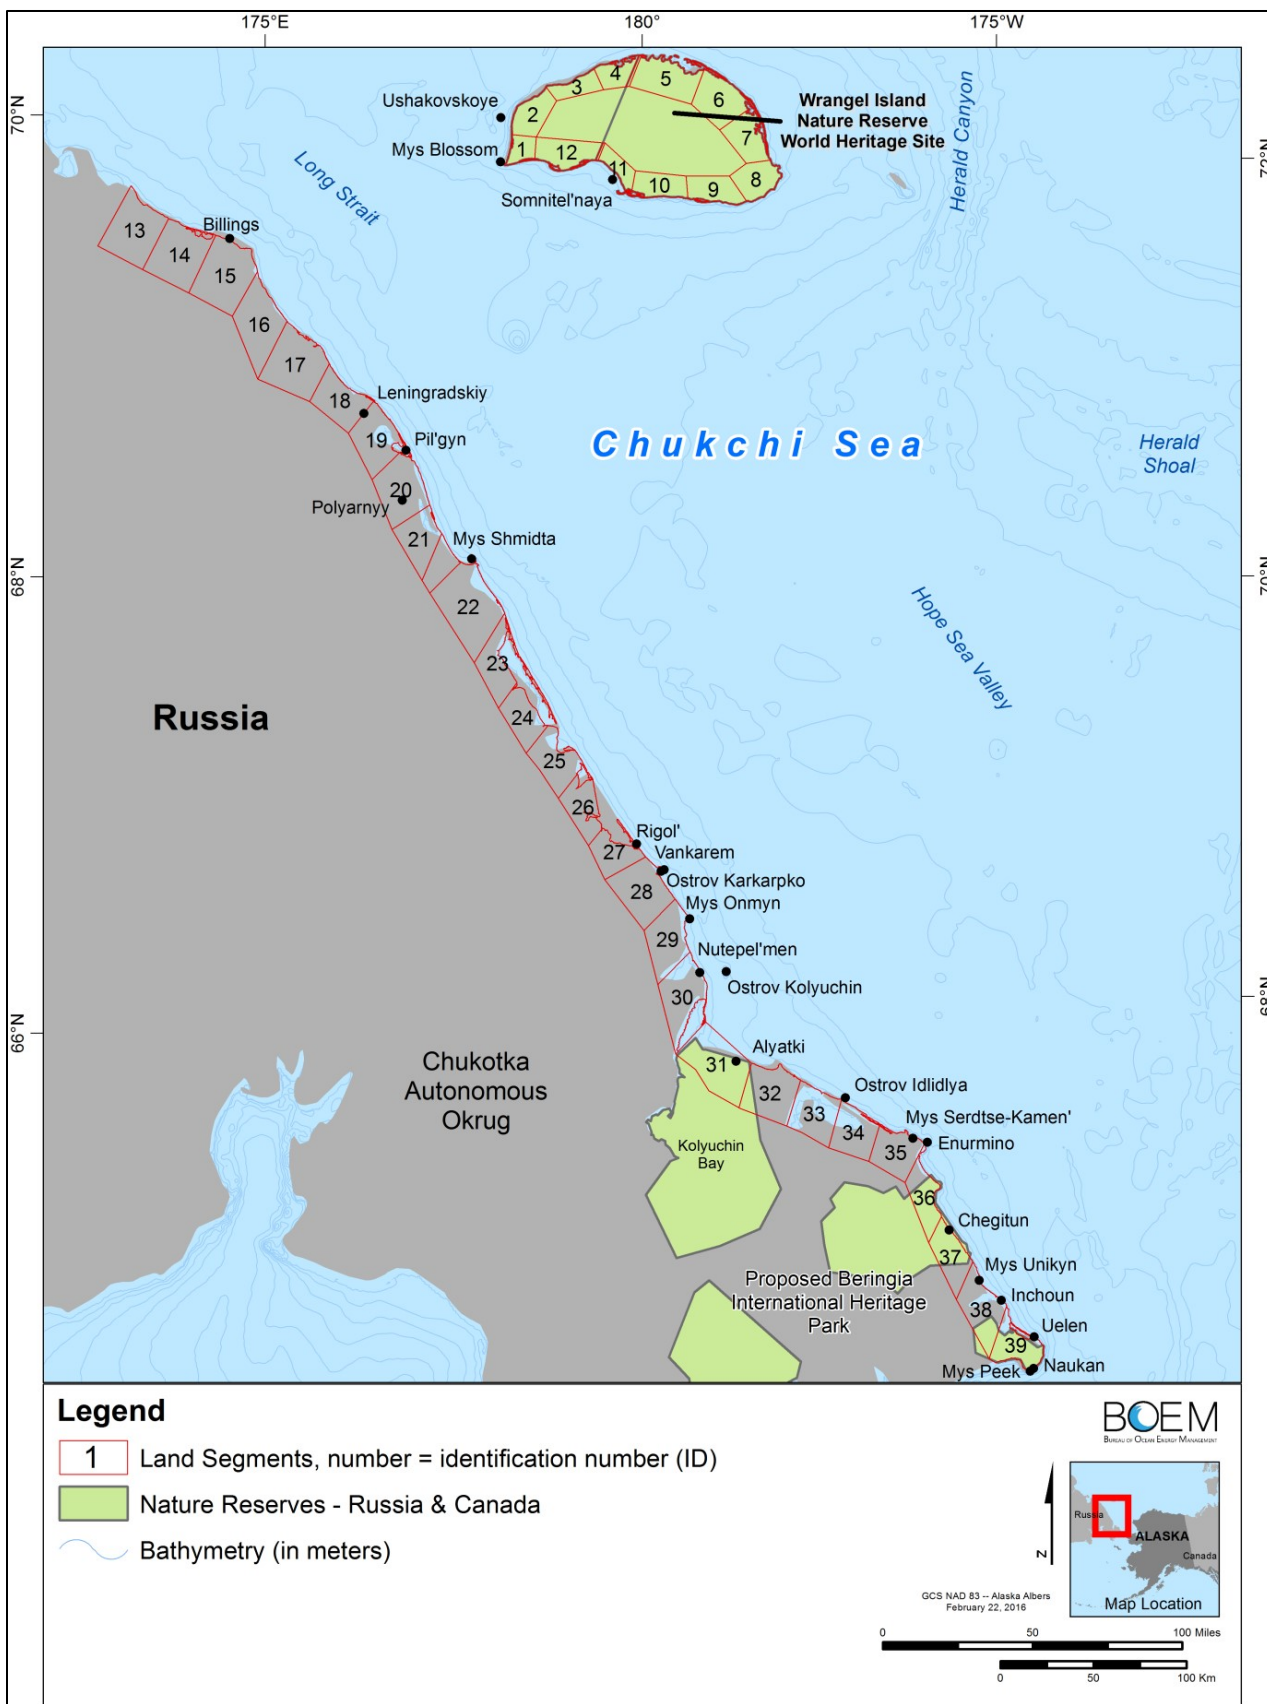 175°E
180°
175°W
70°N
72°N
Ushakovskoye
Mys Blossom
Somnitel'naya
Wrangel Island
Nature Reserve
World Heritage Site
1
2
3
4
5
6
7
8
9
10
11
12
Long Strait
Herald Canyon
Billings
13
14
15
16
17
18
Leningradskiy
19
Pil'gyn
20
Polyarnyy
21
Mys Shmidta
22
23
24
25
26
27
28
29
30
Chukchi Sea
Herald
Shoal
68°N
70°N
Hope Sea Valley
Russia
Rigol'
Vankarem
Ostrov Karkarpko
Mys Onmyn
Nutepel'men
Ostrov Kolyuchin
66°N
68°N
Alyatki
31
32
33
34
35
36
37
38
39
Chukotka
Autonomous
Okrug
Ostrov Idlidlya
Mys Serdtse-Kamen'
Enurmino
Kolyuchin
Bay
Chegitun
Mys Unikyn
Inchoun
Uelen
Naukan
Mys Peek
Proposed Beringia
International Heritage
Park
Legend
1 Land Segments, number = identification number (ID)
Nature Reserves - Russia & Canada
Bathymetry (in meters)
BOEM
Bureau of Ocean Energy Management
N
Russia
ALASKA
Canada
Map Location
GCS NAD 83 -- Alaska Albers
February 22, 2016
0 50 100 Miles
0 50 100 Km